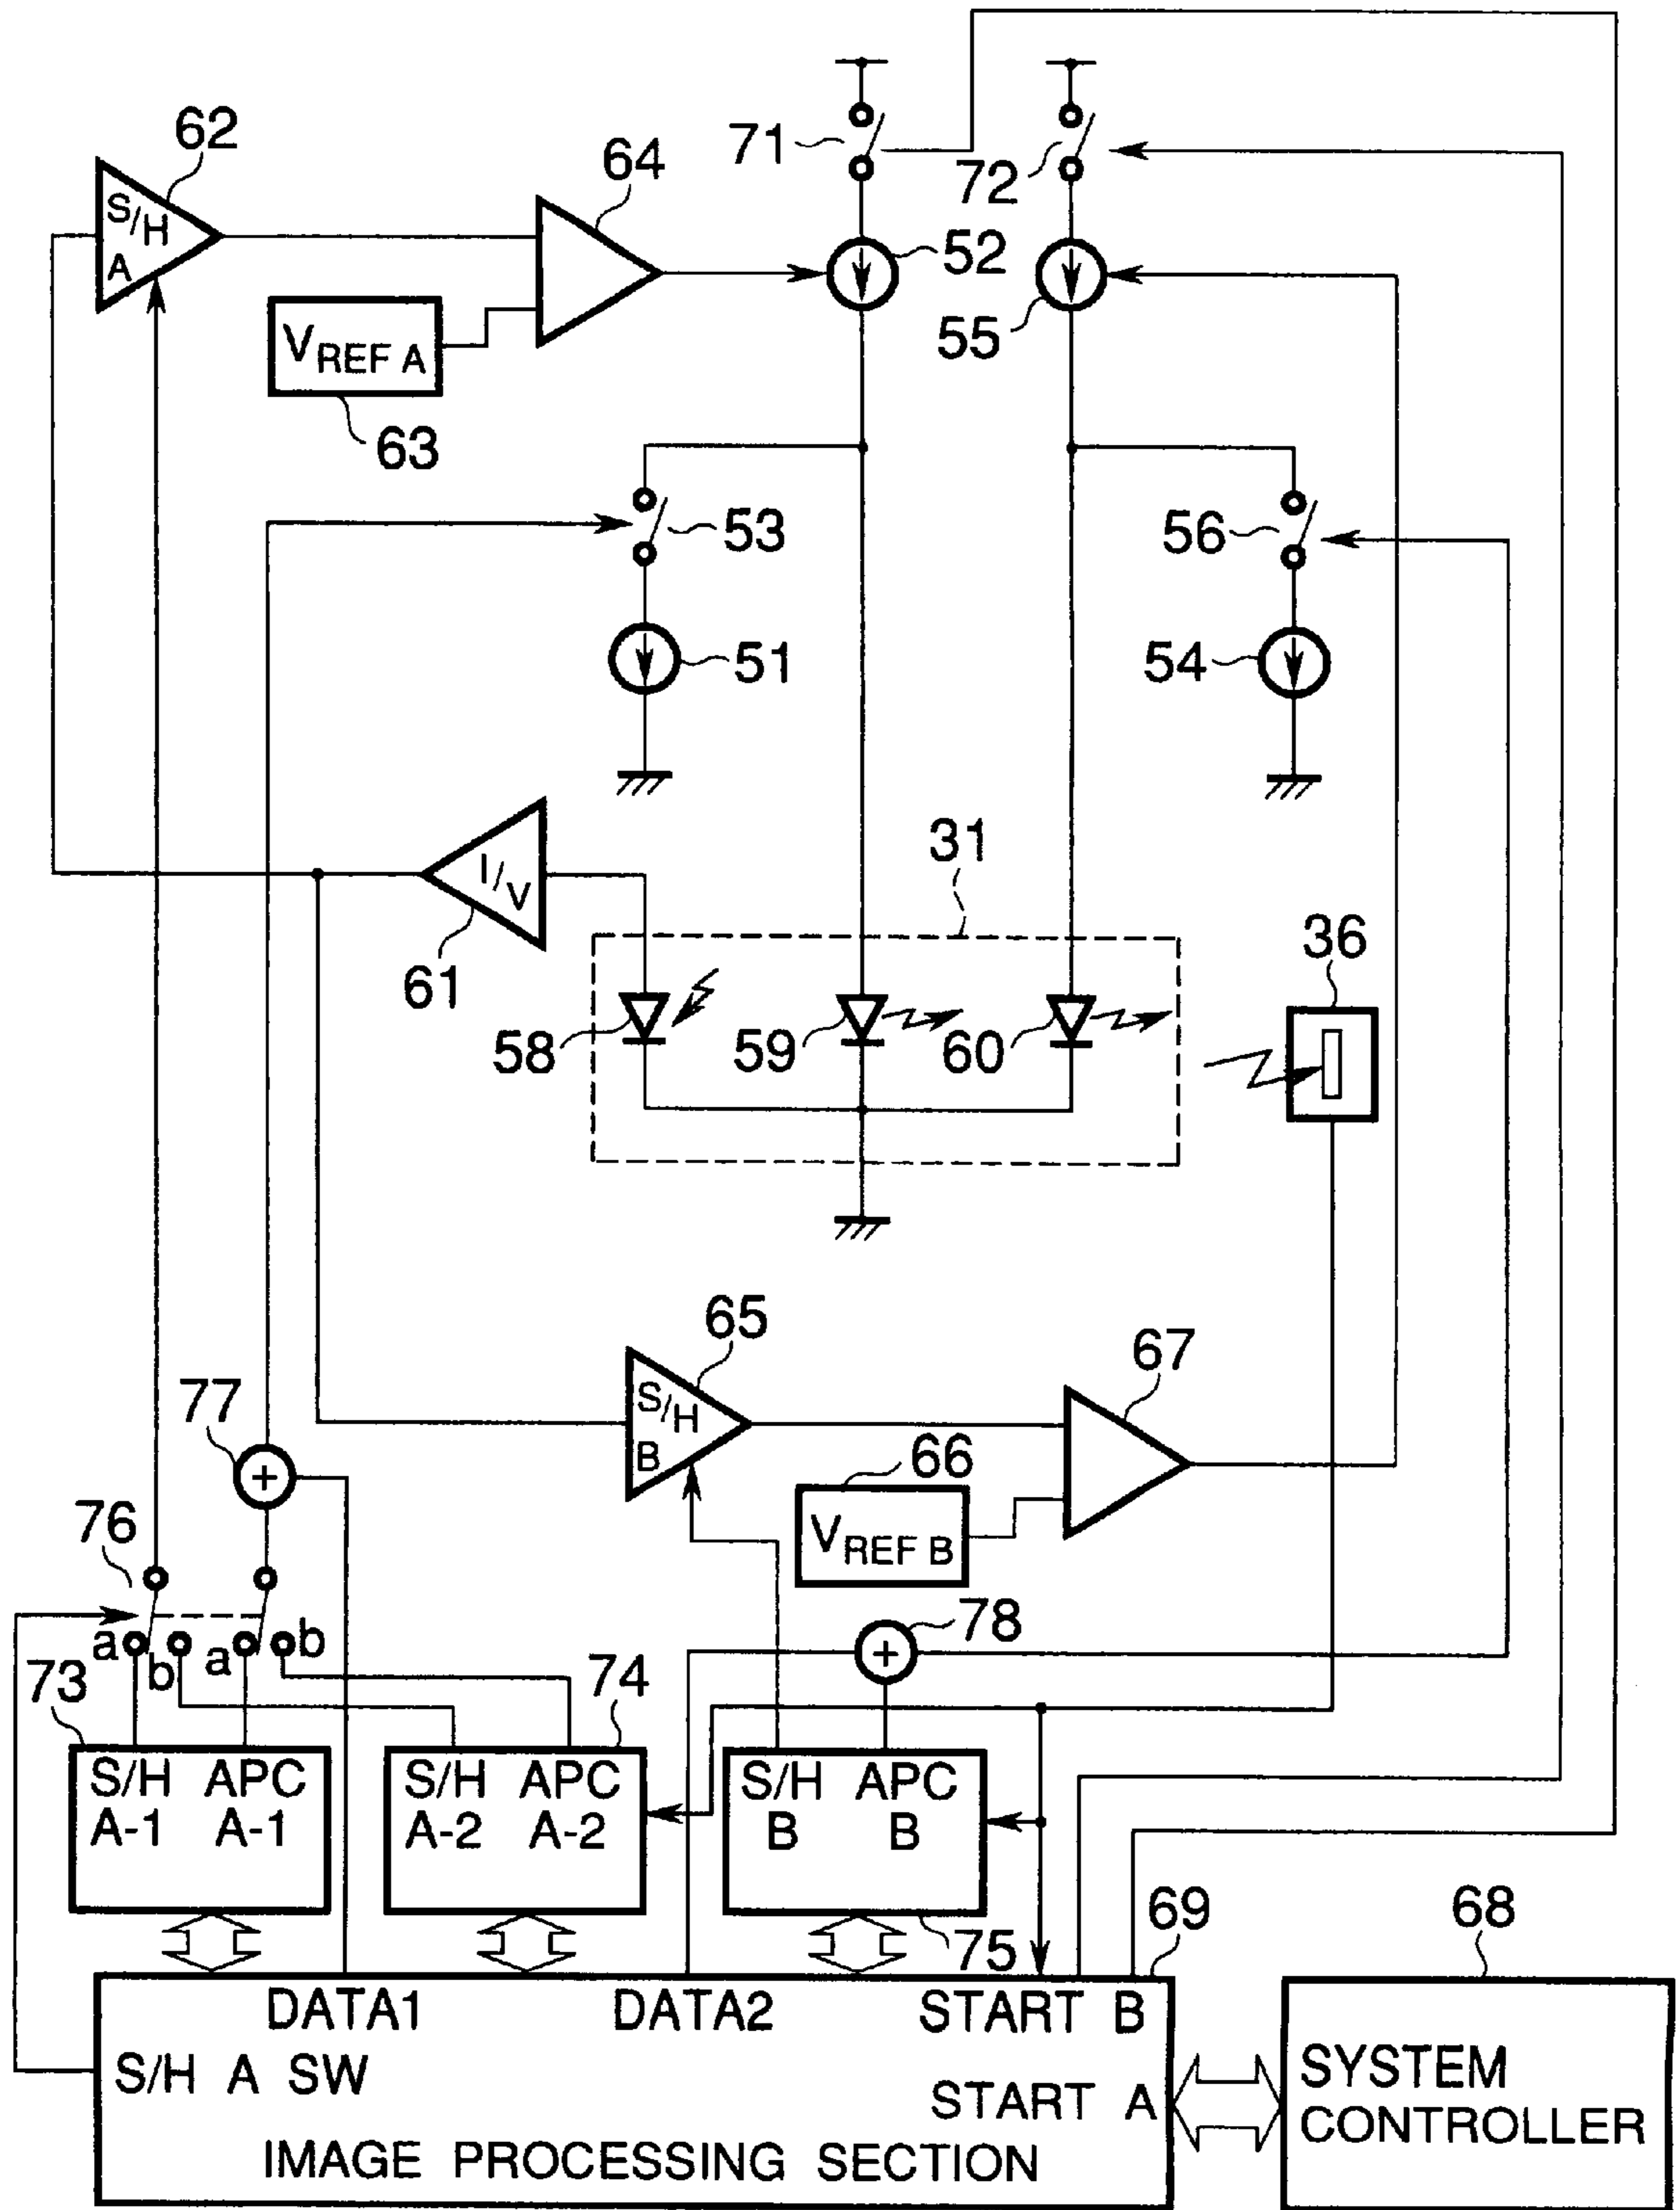 62
64
71
72
S/H
A
52
55
V REF A
63
53
56
51
54
31
I/V
61
36
58
59
60
65
67
77
S/H
B
66
76
V REF B
78
a
b
a
b
73
74
S/H APC
A-1 A-1
S/H APC
A-2 A-2
S/H APC
B B
75
69
68
DATA1 DATA2 START B
S/H A SW
START A
IMAGE PROCESSING SECTION
SYSTEM
CONTROLLER